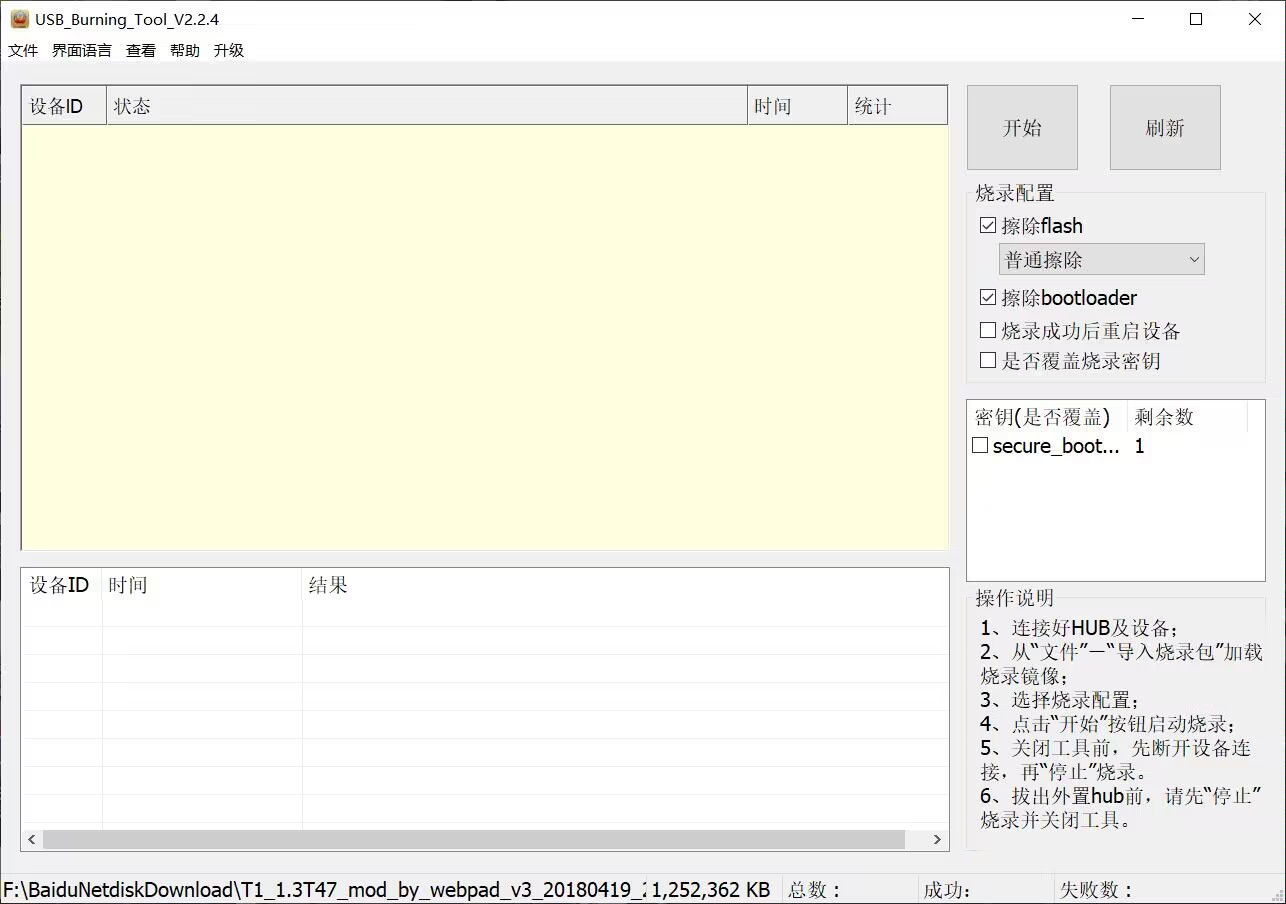 USB_Burning_Tool_V2.2.4
文件 界面语言 查看 帮助 升级
设备ID 状态 时间 统计
开始 刷新
烧录配置
擦除flash
普通擦除
擦除bootloader
烧录成功后重启设备
是否覆盖烧录密钥
密钥(是否覆盖) 剩余数
secure_boot... 1
设备ID 时间 结果
操作说明
1、连接好HUB及设备；
2、从“文件”—“导入烧录包”加载
烧录镜像；
3、选择烧录配置；
4、点击“开始”按钮启动烧录；
5、关闭工具前，先断开设备连
接，再“停止”烧录。
6、拔出外置hub前，请先“停止”
烧录并关闭工具。
F:\BaiduNetdiskDownload\T1_1.3T47_mod_by_webpad_v3_20180419_ 1,252,362 KB 总数： 成功： 失败数：